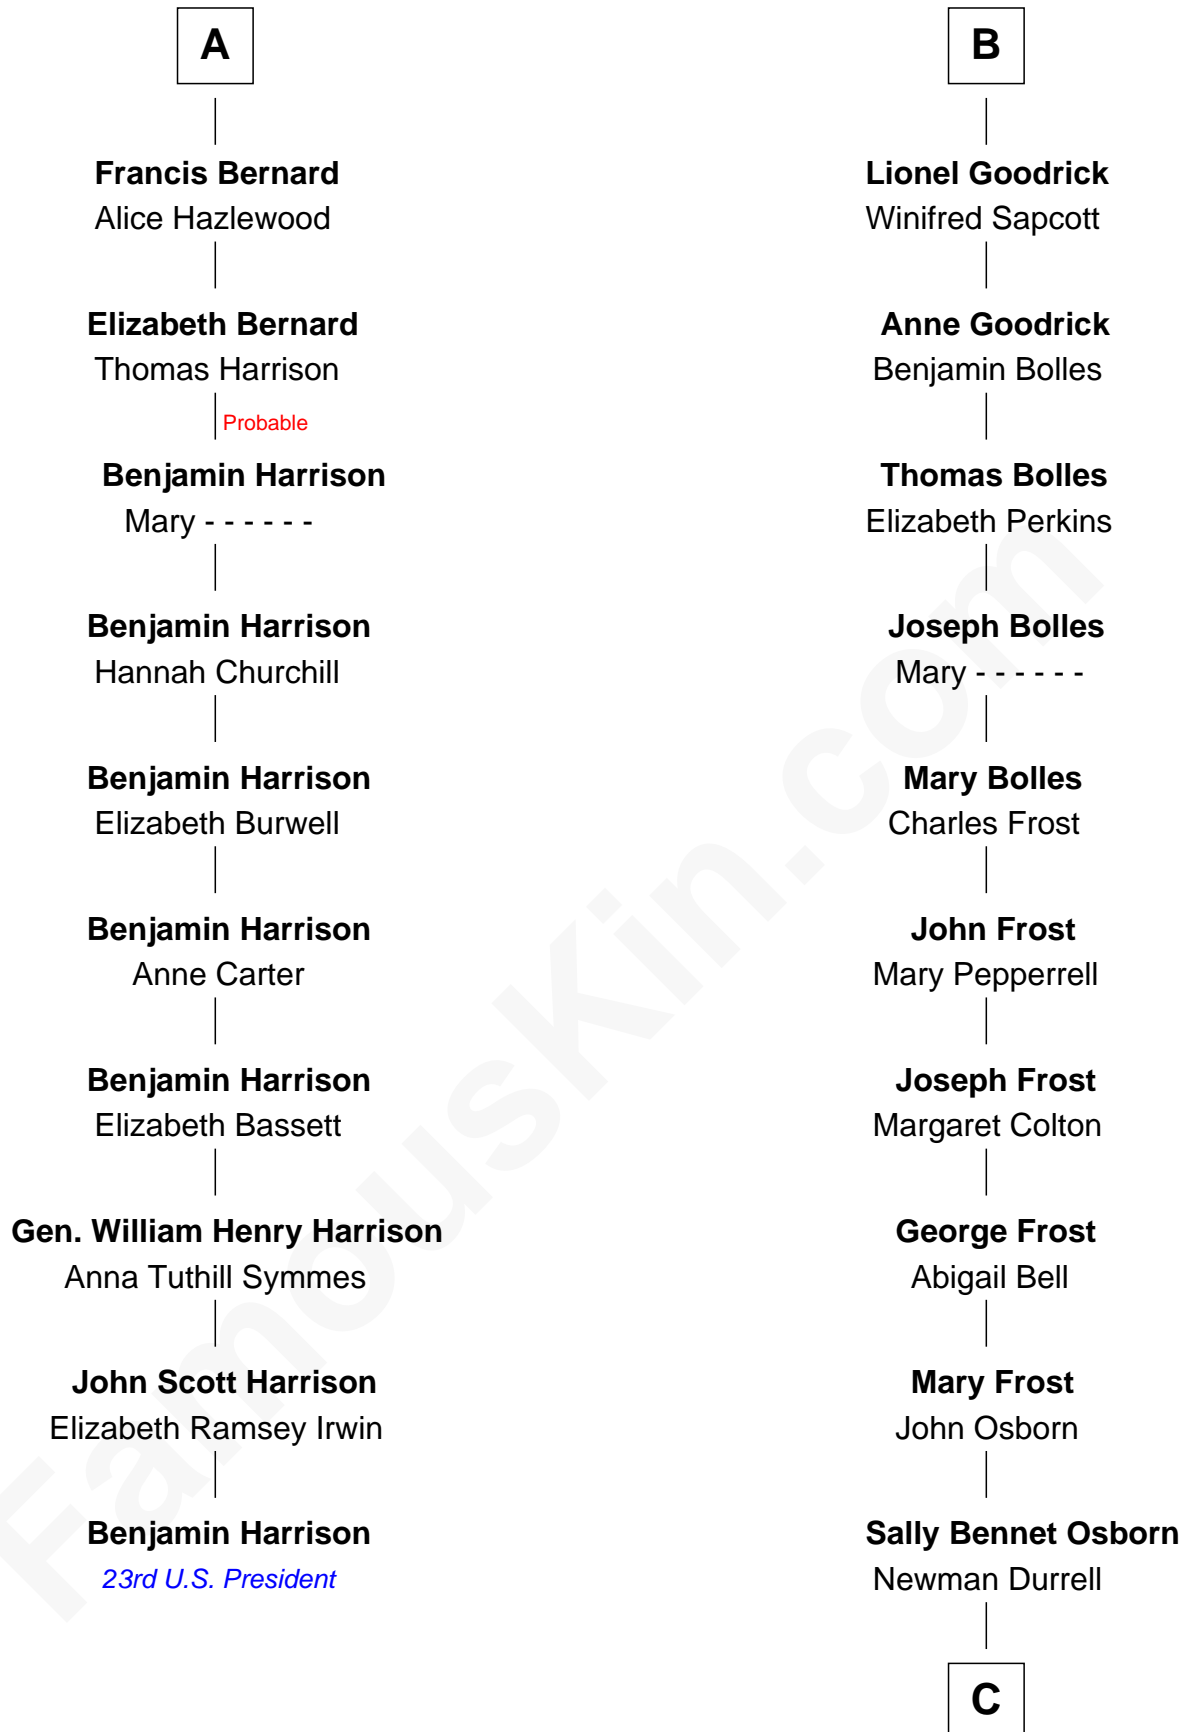 A
Francis Bernard
Alice Hazlewood
Elizabeth Bernard
Thomas Harrison
Probable
Benjamin Harrison
Mary - - - - - -
Benjamin Harrison
Hannah Churchill
Benjamin Harrison
Elizabeth Burwell
Benjamin Harrison
Anne Carter
Benjamin Harrison
Elizabeth Bassett
Gen. William Henry Harrison
Anna Tuthill Symmes
John Scott Harrison
Elizabeth Ramsey Irwin
Benjamin Harrison
23rd U.S. President
B
Lionel Goodrick
Winifred Sapcott
Anne Goodrick
Benjamin Bolles
Thomas Bolles
Elizabeth Perkins
Joseph Bolles
Mary - - - - - -
Mary Bolles
Charles Frost
John Frost
Mary Pepperrell
Joseph Frost
Margaret Colton
George Frost
Abigail Bell
Mary Frost
John Osborn
Sally Bennet Osborn
Newman Durrell
C
FamousKin.com